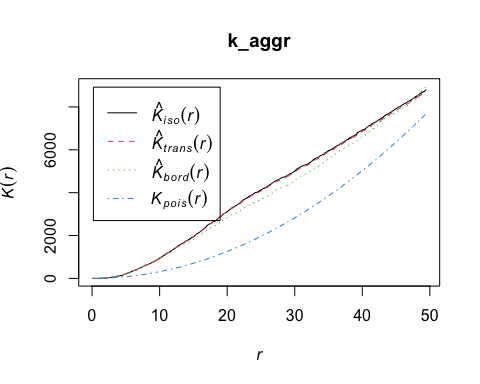 k_aggr
K̂iso(r)
K̂trans(r)
K̂bord(r)
Kpois(r)
K(r)
6000
2000
0
0 10 20 30 40 50
r